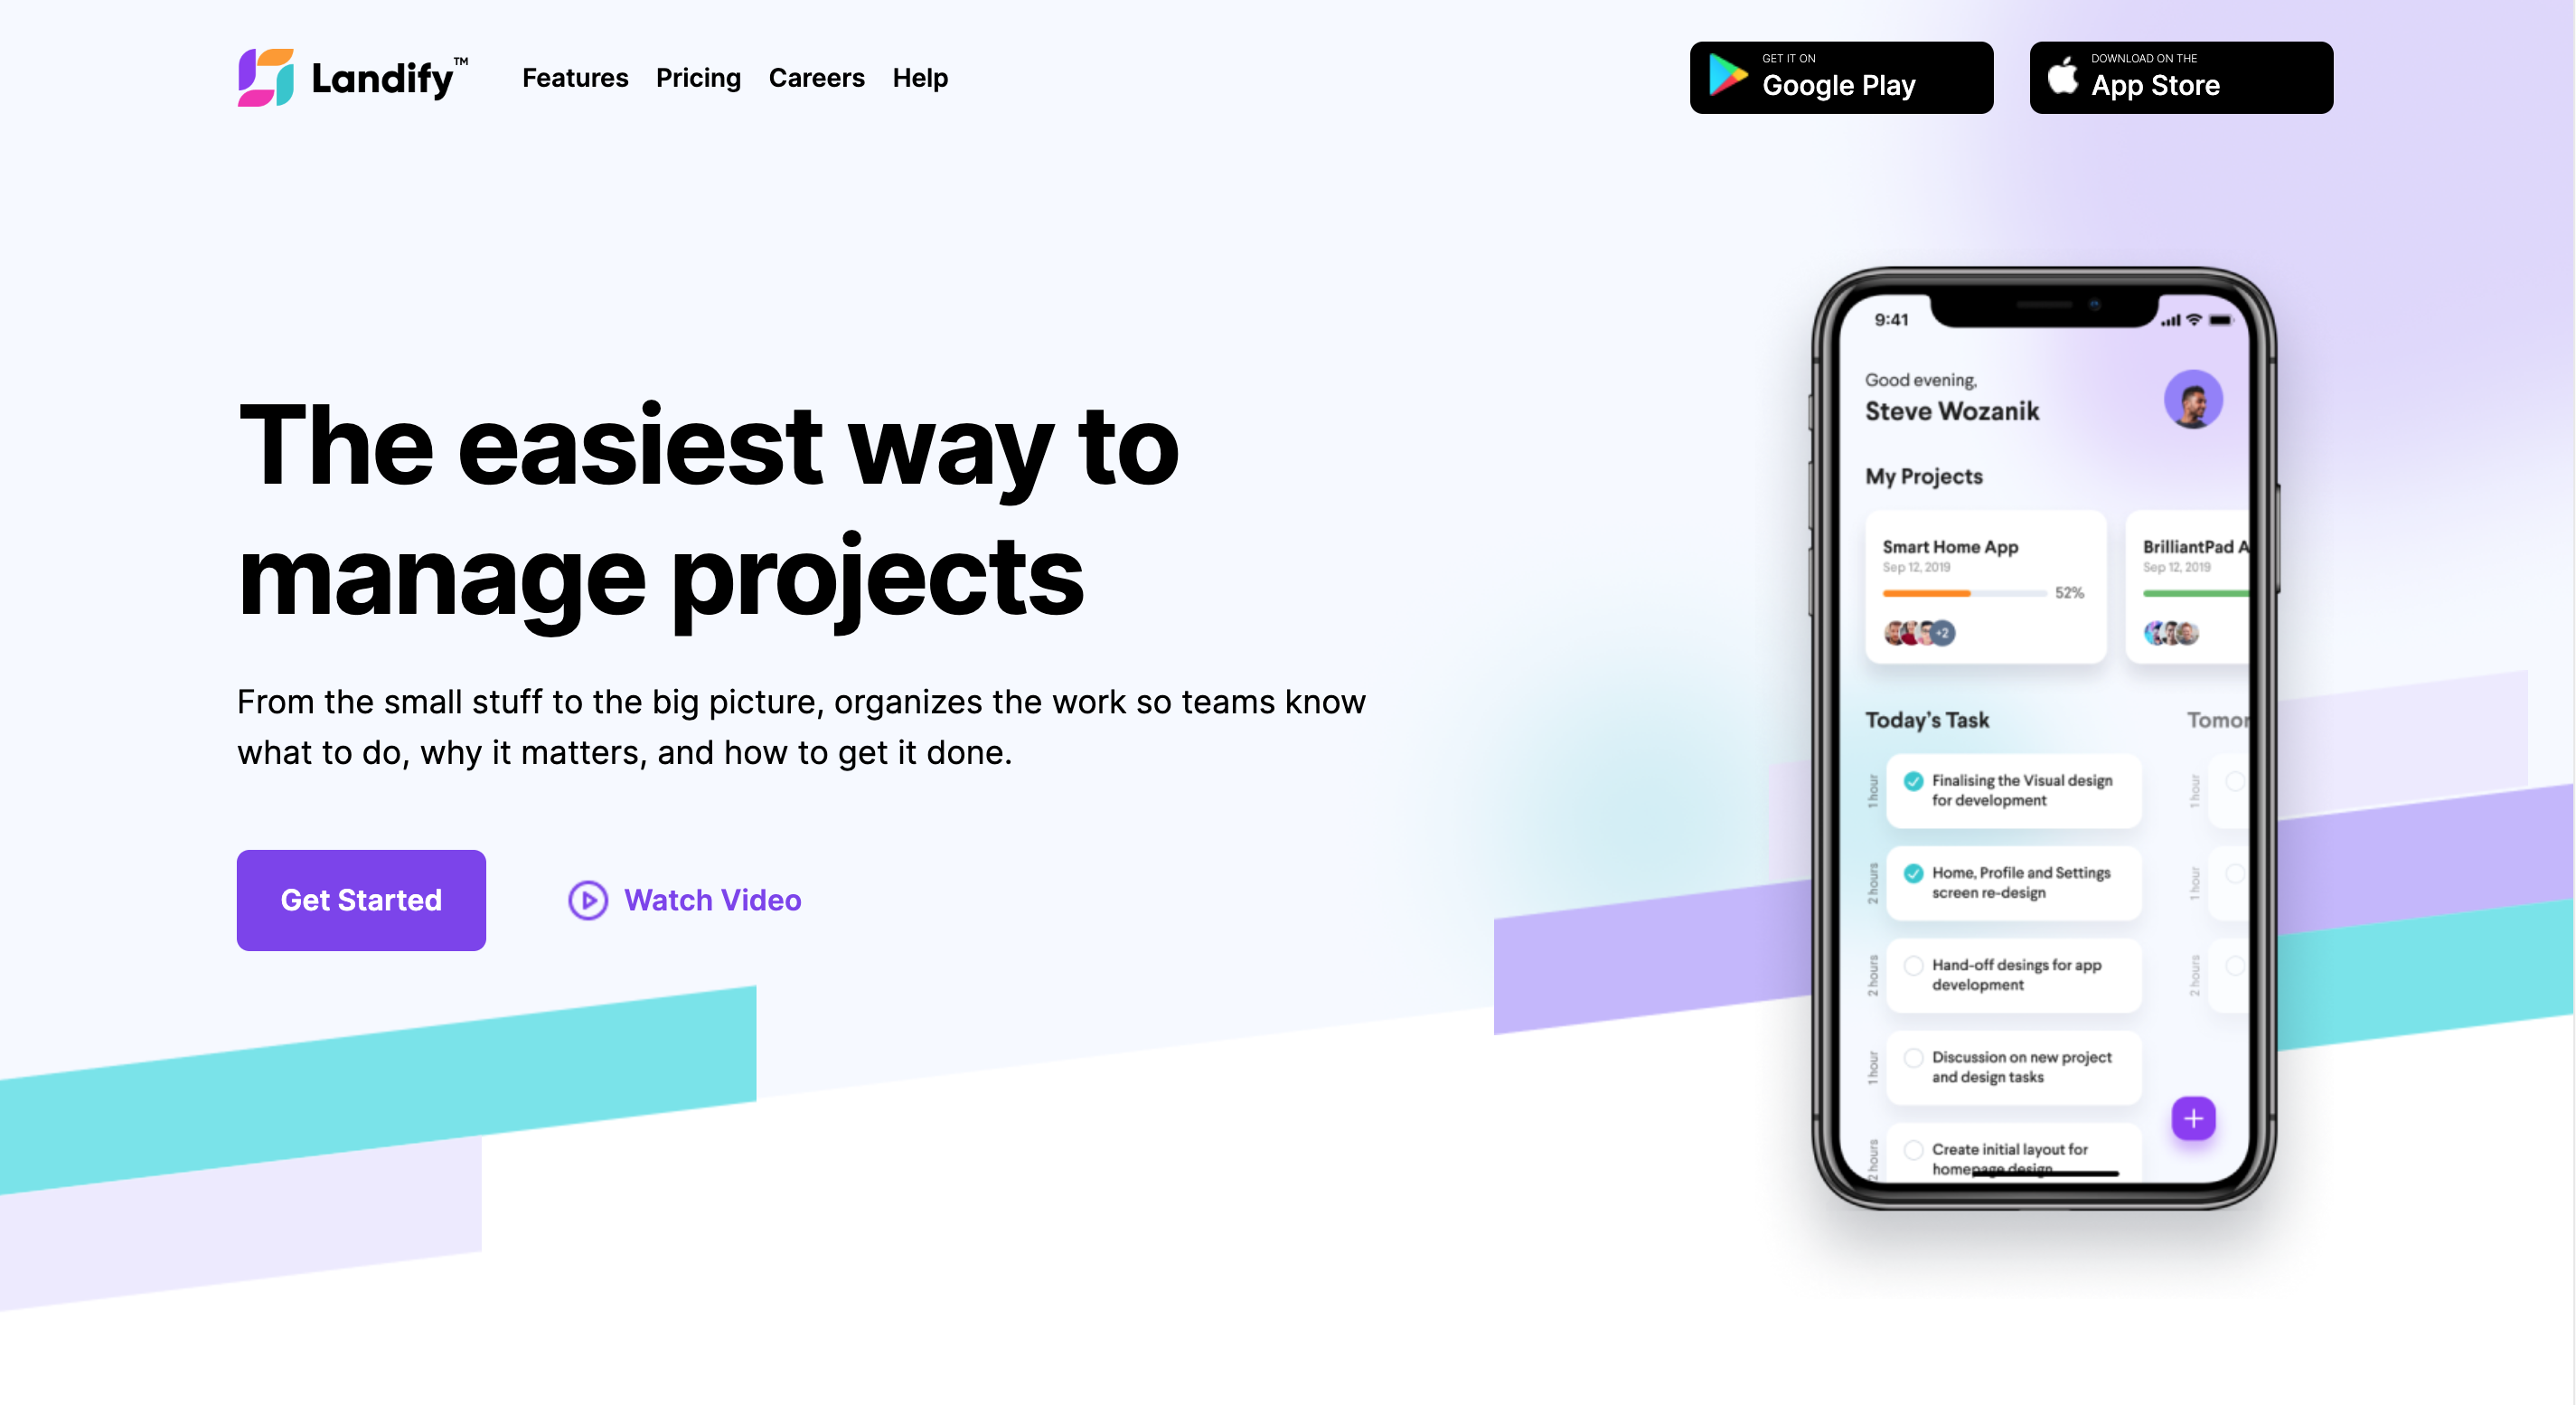 Landify™
Features Pricing Careers Help
GET IT ON
Google Play
DOWNLOAD ON THE
App Store
The easiest way to
manage projects
From the small stuff to the big picture, organizes the work so teams know
what to do, why it matters, and how to get it done.
Get Started
Watch Video
9:41
Good evening,
Steve Wozanik
My Projects
Smart Home App
Sep 12, 2019
52%
+2
BrilliantPad A
Sep 12, 2019
Today’s Task
Tomor
1 hour
Finalising the Visual design
for development
1 hour
2 hours
Home, Profile and Settings
screen re-design
1 hour
2 hours
Hand-off desings for app
development
2 hours
1 hour
Discussion on new project
and design tasks
2 hours
Create initial layout for
homepage design